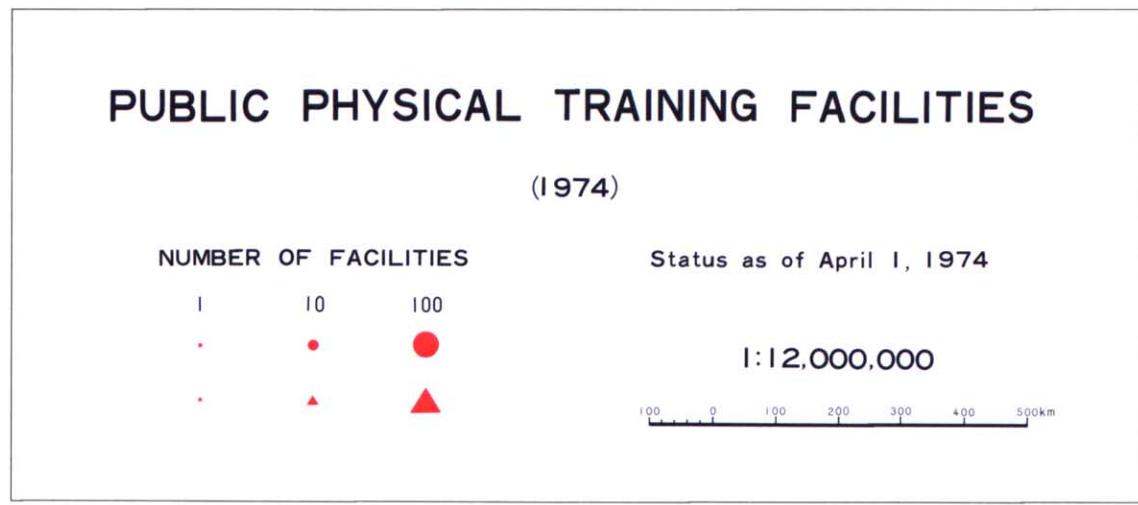 PUBLIC PHYSICAL TRAINING FACILITIES
(1974)
NUMBER OF FACILITIES
1 10 100
Status as of April 1, 1974
1:12,000,000
100 0 100 200 300 400 500km